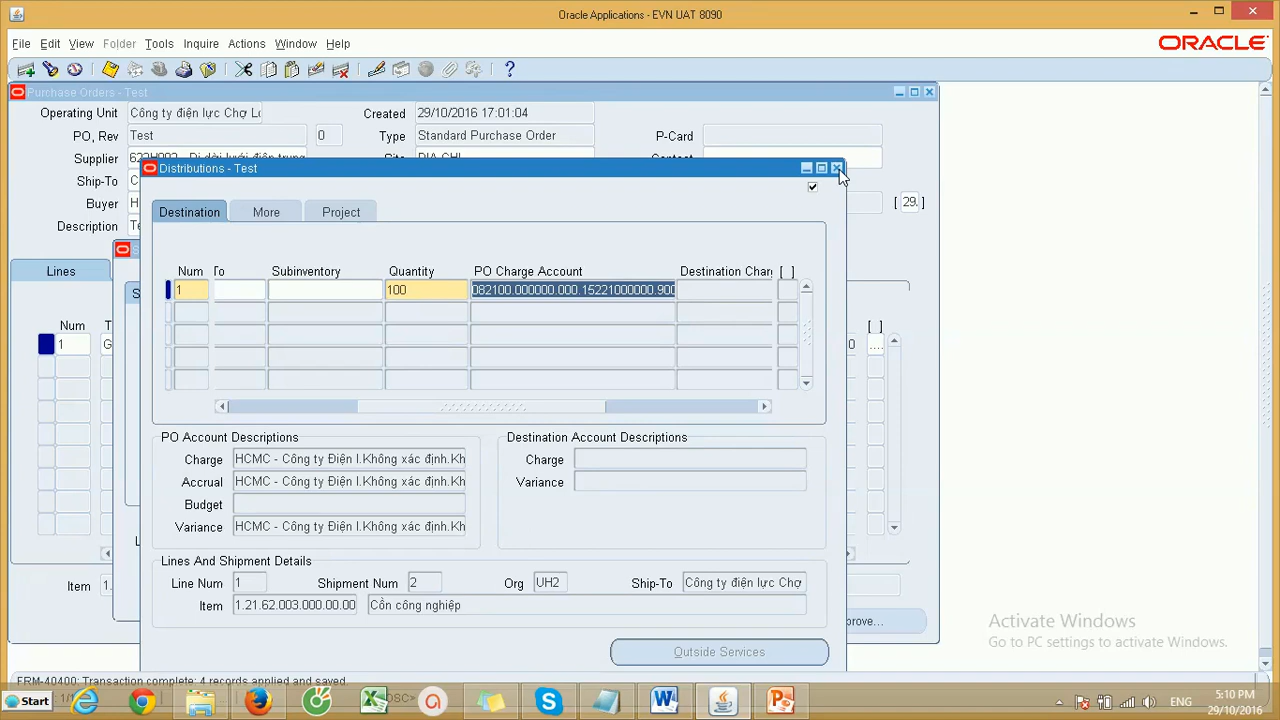 Oracle Applications - EVN UAT 8090
File Edit View Folder Tools Inquire Actions Window Help
ORACLE
Purchase Orders - Test
Operating Unit Công ty điện lực Chợ Lớ Created 29/10/2016 17:01:04
PO, Rev Test 0 Type Standard Purchase Order P-Card
Supplier
Distributions - Test
Ship-To C
Buyer H [ 29. ]
Description Te
Destination More Project
Lines
Num To Subinventory Quantity PO Charge Account Destination Char [ ]
1 100 082100.000000.000.15221000000.900
Num T [ ]
1 G 0 ....
PO Account Descriptions Destination Account Descriptions
Charge HCMC - Công ty Điện l.Không xác định.Kh Charge
Accrual HCMC - Công ty Điện l.Không xác định.Kh Variance
Budget
Variance HCMC - Công ty Điện l.Không xác định.Kh
Lines And Shipment Details
Line Num 1 Shipment Num 2 Org UH2 Ship-To Công ty điện lực Chợ
Item 1.21.62.003.000.00.00 Cồn công nghiệp
Item 1.
prove...
Outside Services
Activate Windows
Go to PC settings to activate Windows.
FRM-40400: Transaction complete: 4 records applied and saved
Start OSC> ENG 5:10 PM
29/10/2016